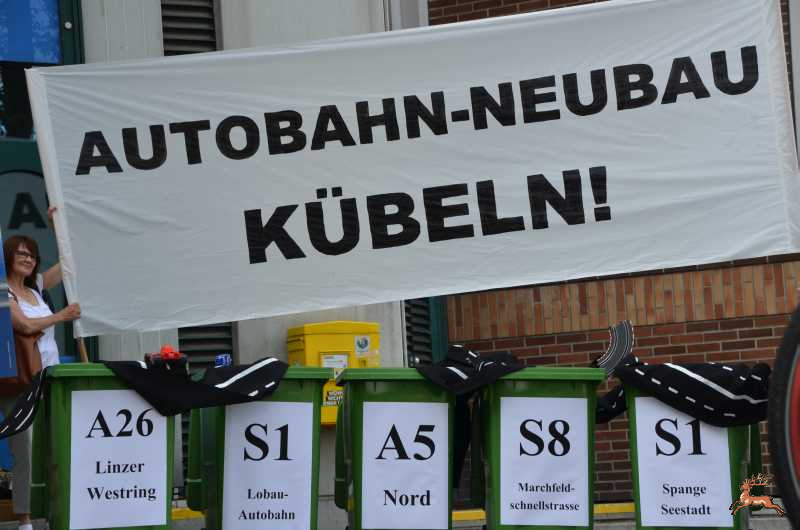 AUTOBAHN-NEUBAU
KÜBELN!
A26
Linzer
Westring
S1
Lobau-
Autobahn
A5
Nord
S8
Marchfeld-
schnellstrasse
S1
Spange
Seestadt